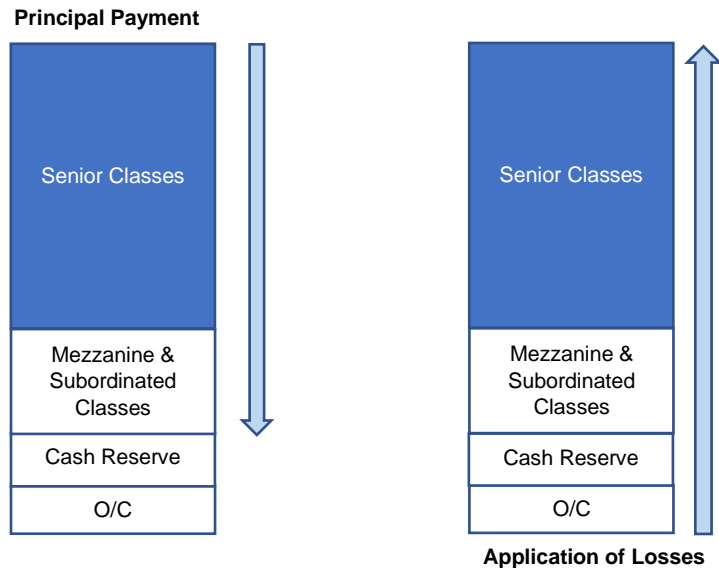 Principal Payment
Senior Classes
Mezzanine &
Subordinated
Classes
Cash Reserve
O/C
Senior Classes
Mezzanine &
Subordinated
Classes
Cash Reserve
O/C
Application of Losses